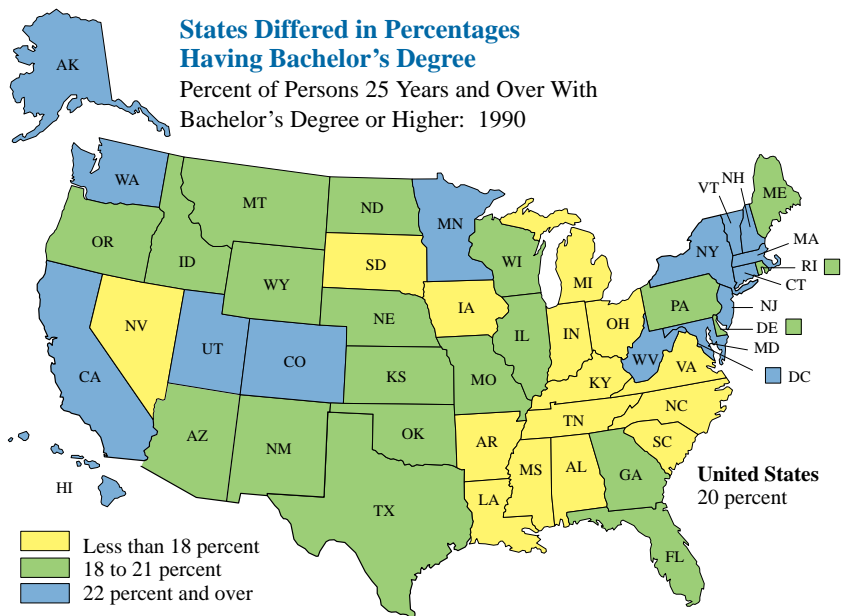 States Differed in Percentages
Having Bachelor's Degree
Percent of Persons 25 Years and Over With
Bachelor's Degree or Higher:  1990
AK
WA
MT
ND
MN
VT
NH
ME
OR
ID
WY
SD
WI
MI
NY
MA
RI
CT
NV
UT
CO
NE
IA
IL
IN
OH
PA
NJ
DE
MD
DC
CA
KS
MO
KY
WV
VA
AZ
NM
OK
AR
TN
NC
SC
MS
AL
GA
LA
TX
FL
HI
United States
20 percent
Less than 18 percent
18 to 21 percent
22 percent and over